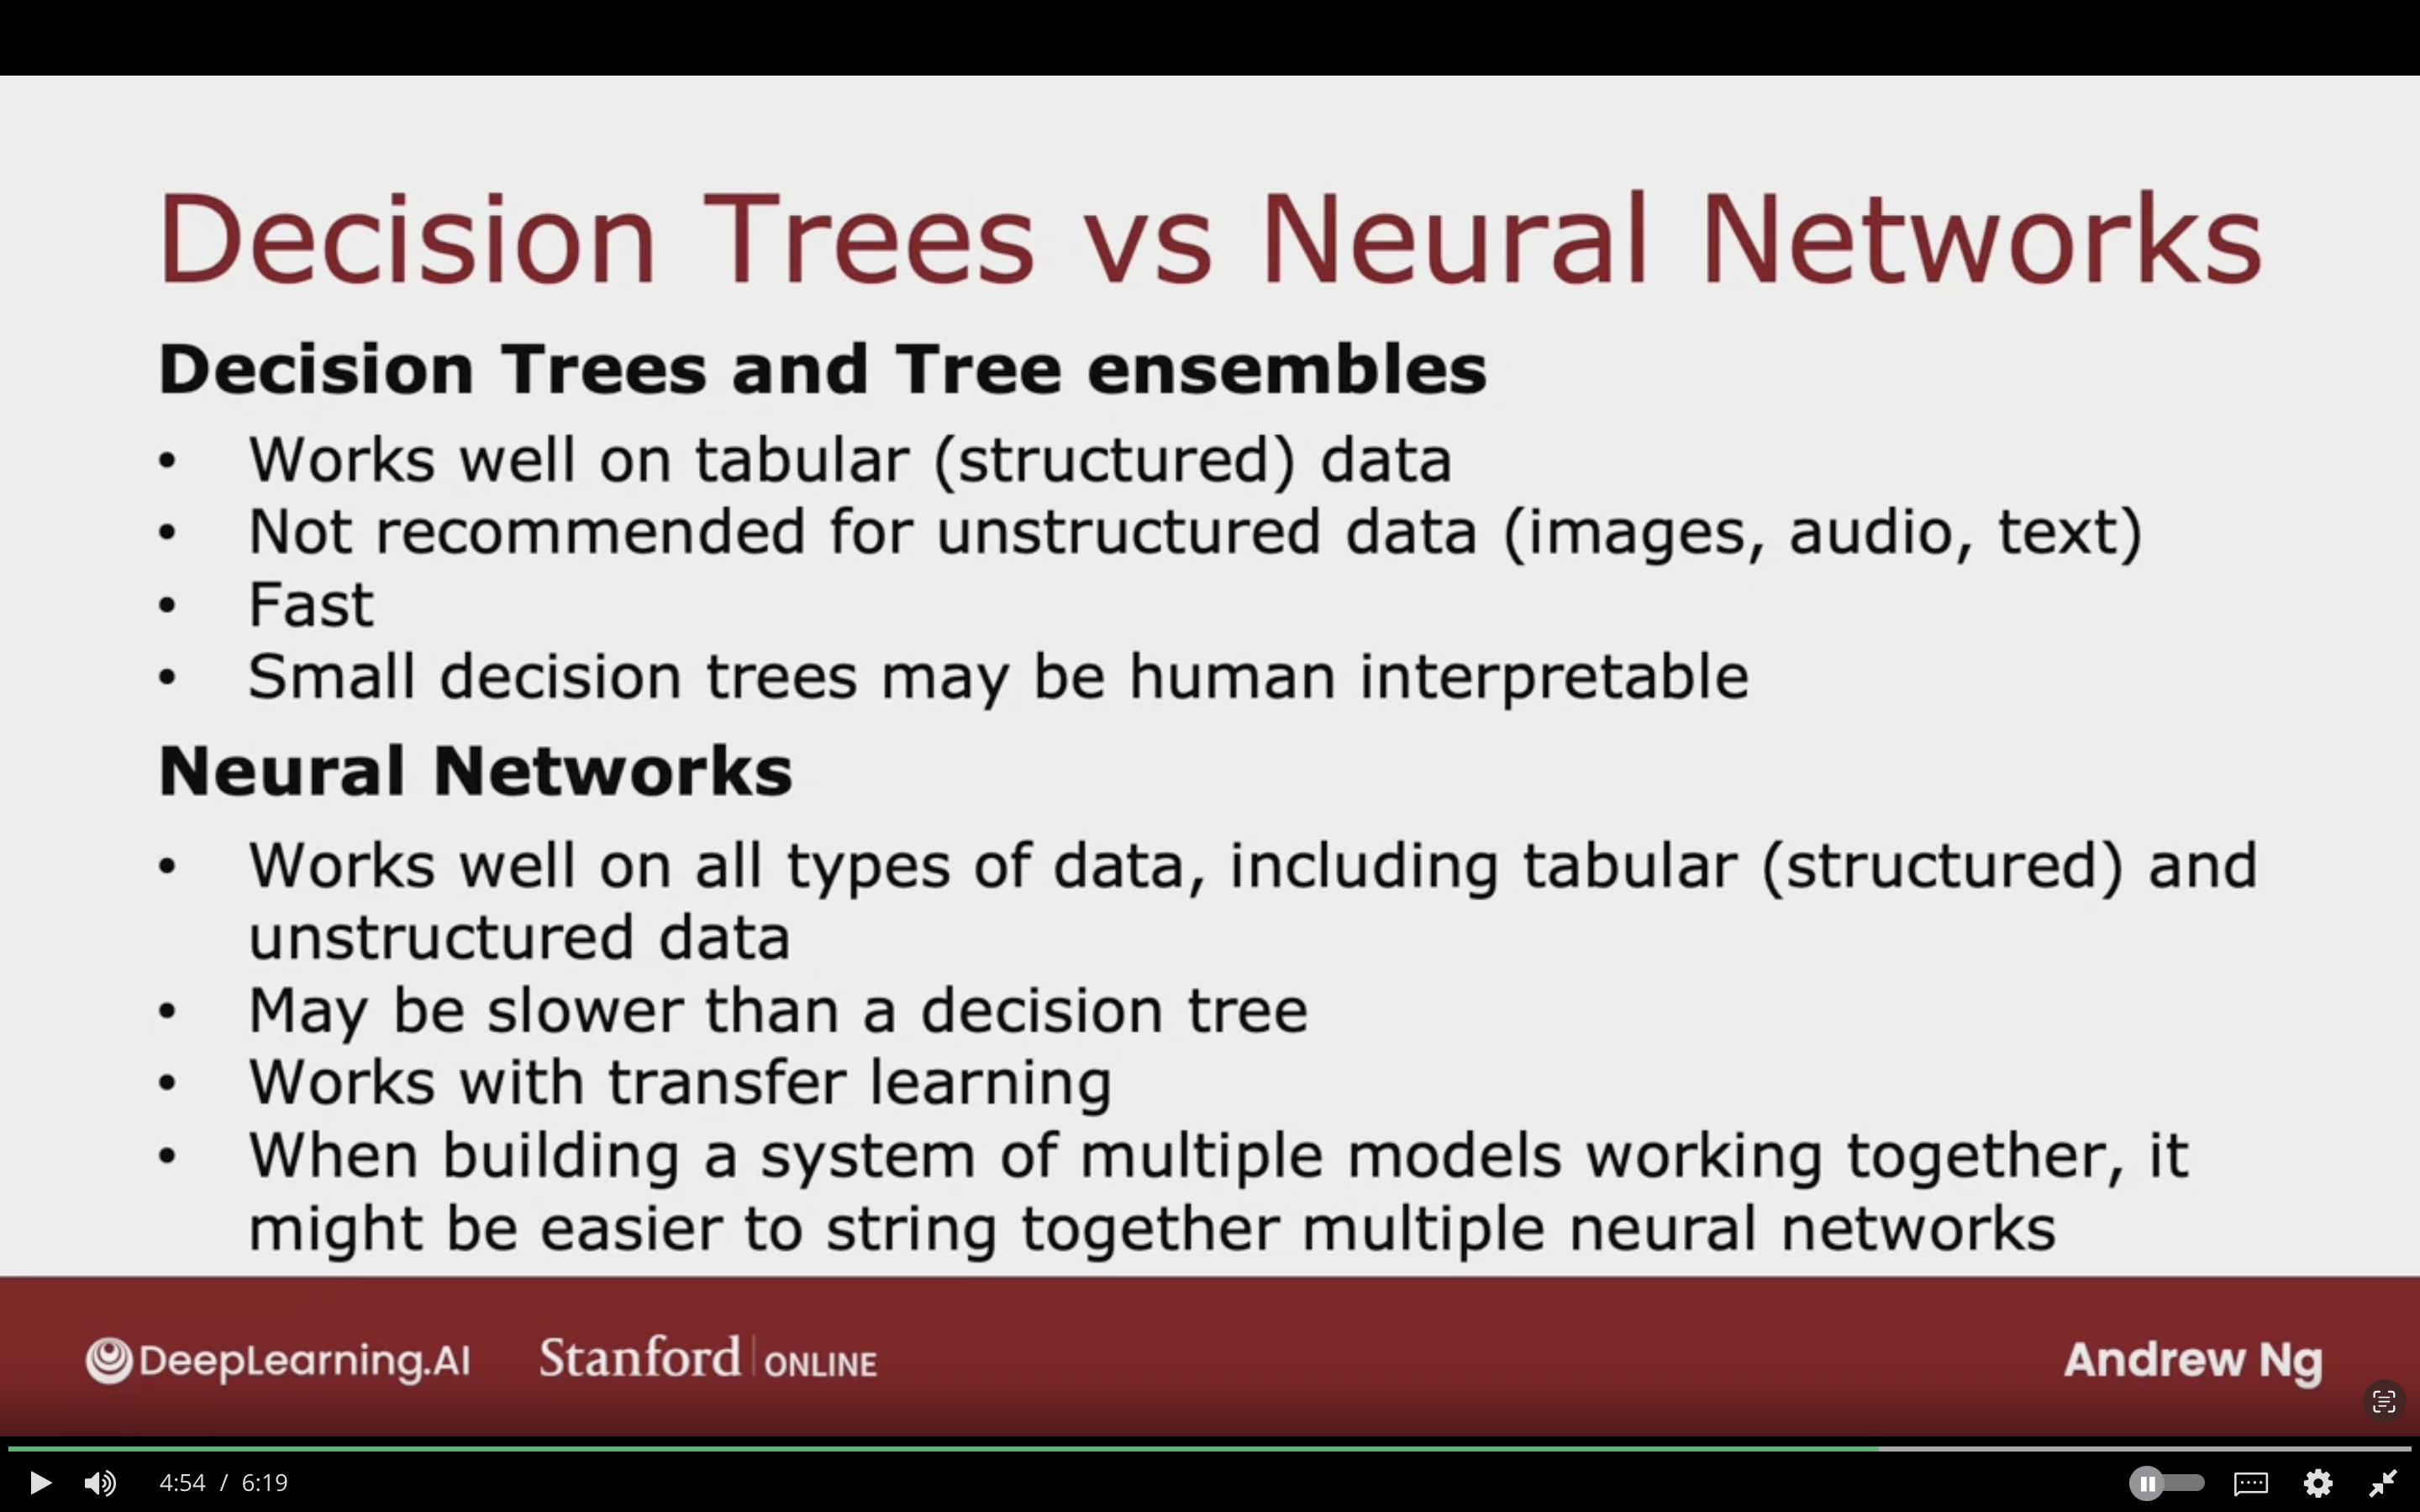 Decision Trees vs Neural Networks
Decision Trees and Tree ensembles
• Works well on tabular (structured) data
• Not recommended for unstructured data (images, audio, text)
• Fast
• Small decision trees may be human interpretable
Neural Networks
• Works well on all types of data, including tabular (structured) and
unstructured data
• May be slower than a decision tree
• Works with transfer learning
• When building a system of multiple models working together, it
might be easier to string together multiple neural networks
DeepLearning.AI Stanford | ONLINE Andrew Ng
4:54 / 6:19